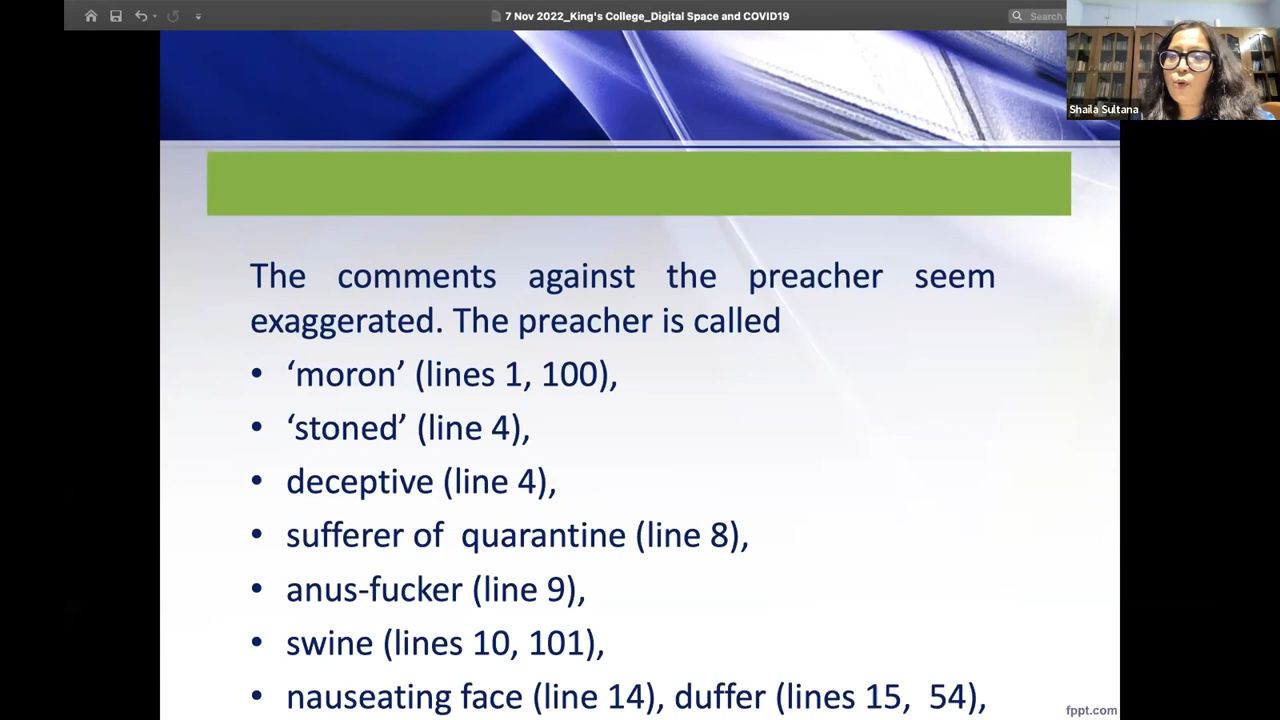 7 Nov 2022_King's College_Digital Space and COVID19
Search
Shaila Sultana
The comments against the preacher seem
exaggerated. The preacher is called
• ‘moron’ (lines 1, 100),
• ‘stoned’ (line 4),
• deceptive (line 4),
• sufferer of quarantine (line 8),
• anus-fucker (line 9),
• swine (lines 10, 101),
• nauseating face (line 14), duffer (lines 15, 54),
fppt.com